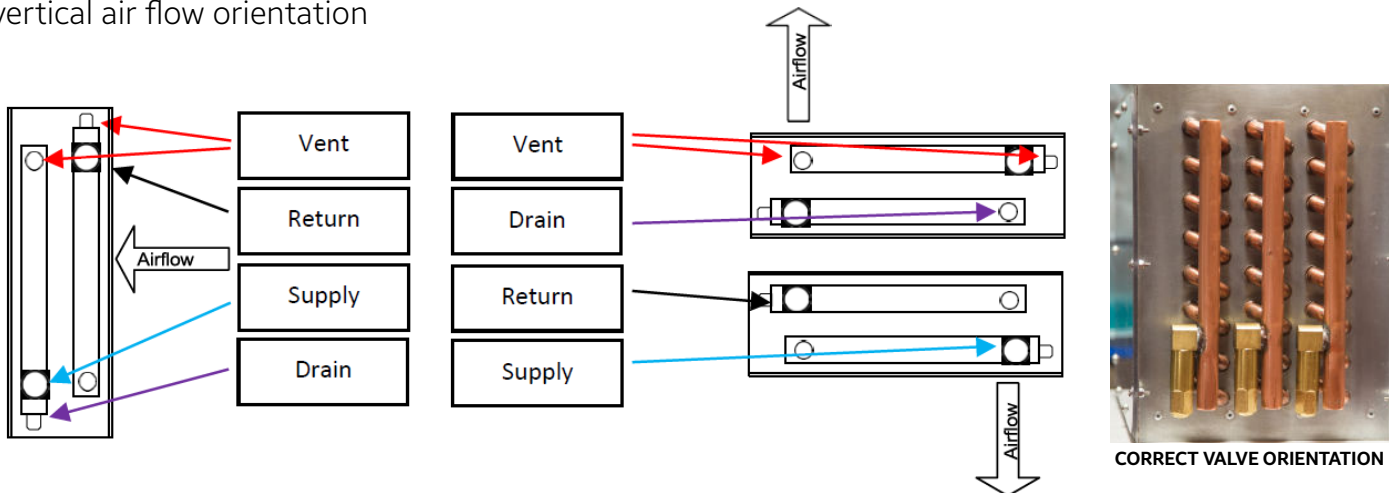 vertical air flow orientation
Airflow
Vent
Return
Airflow
Supply
Drain
Vent
Drain
Return
Supply
Airflow
CORRECT VALVE ORIENTATION